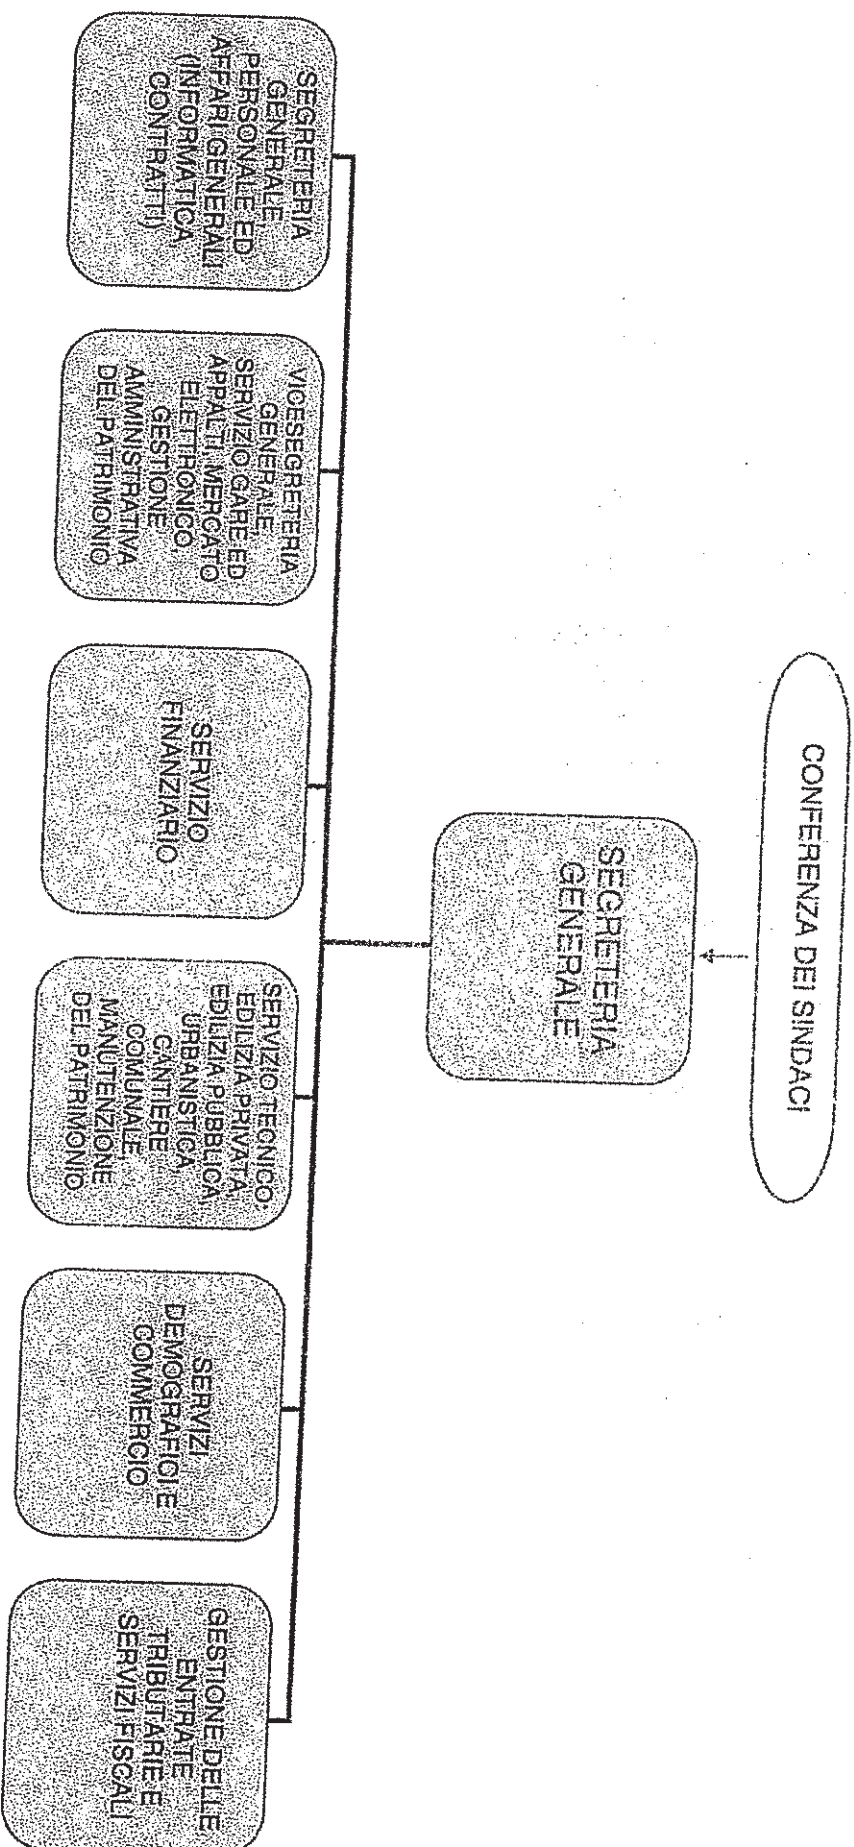 CONFERENZA DEI SINDACI
SEGRETERIA
GENERALE
SEGRETERIA
GENERALE,
PERSONALE ED
AFFARI GENERALI
(INFORMATICA
CONTRATTI)
VICESEGRETERIA
GENERALE
SERVIZIO GARE ED
APPALTI, MERCATO
ELETTRONICO,
GESTIONE
AMMINISTRATIVA
DEL PATRIMONIO
SERVIZIO
FINANZIARIO
SERVIZIO TECNICO,
EDILIZIA PRIVATA,
EDILIZIA PUBBLICA,
URBANISTICA
CANTIERE
COMUNALE
MANUTENZIONE
DEL PATRIMONIO
SERVIZI
DEMOGRAFICI E
COMMERCIO
GESTIONE DELLE
ENTRATE
TRIBUTARIE E
SERVIZI FISCALI